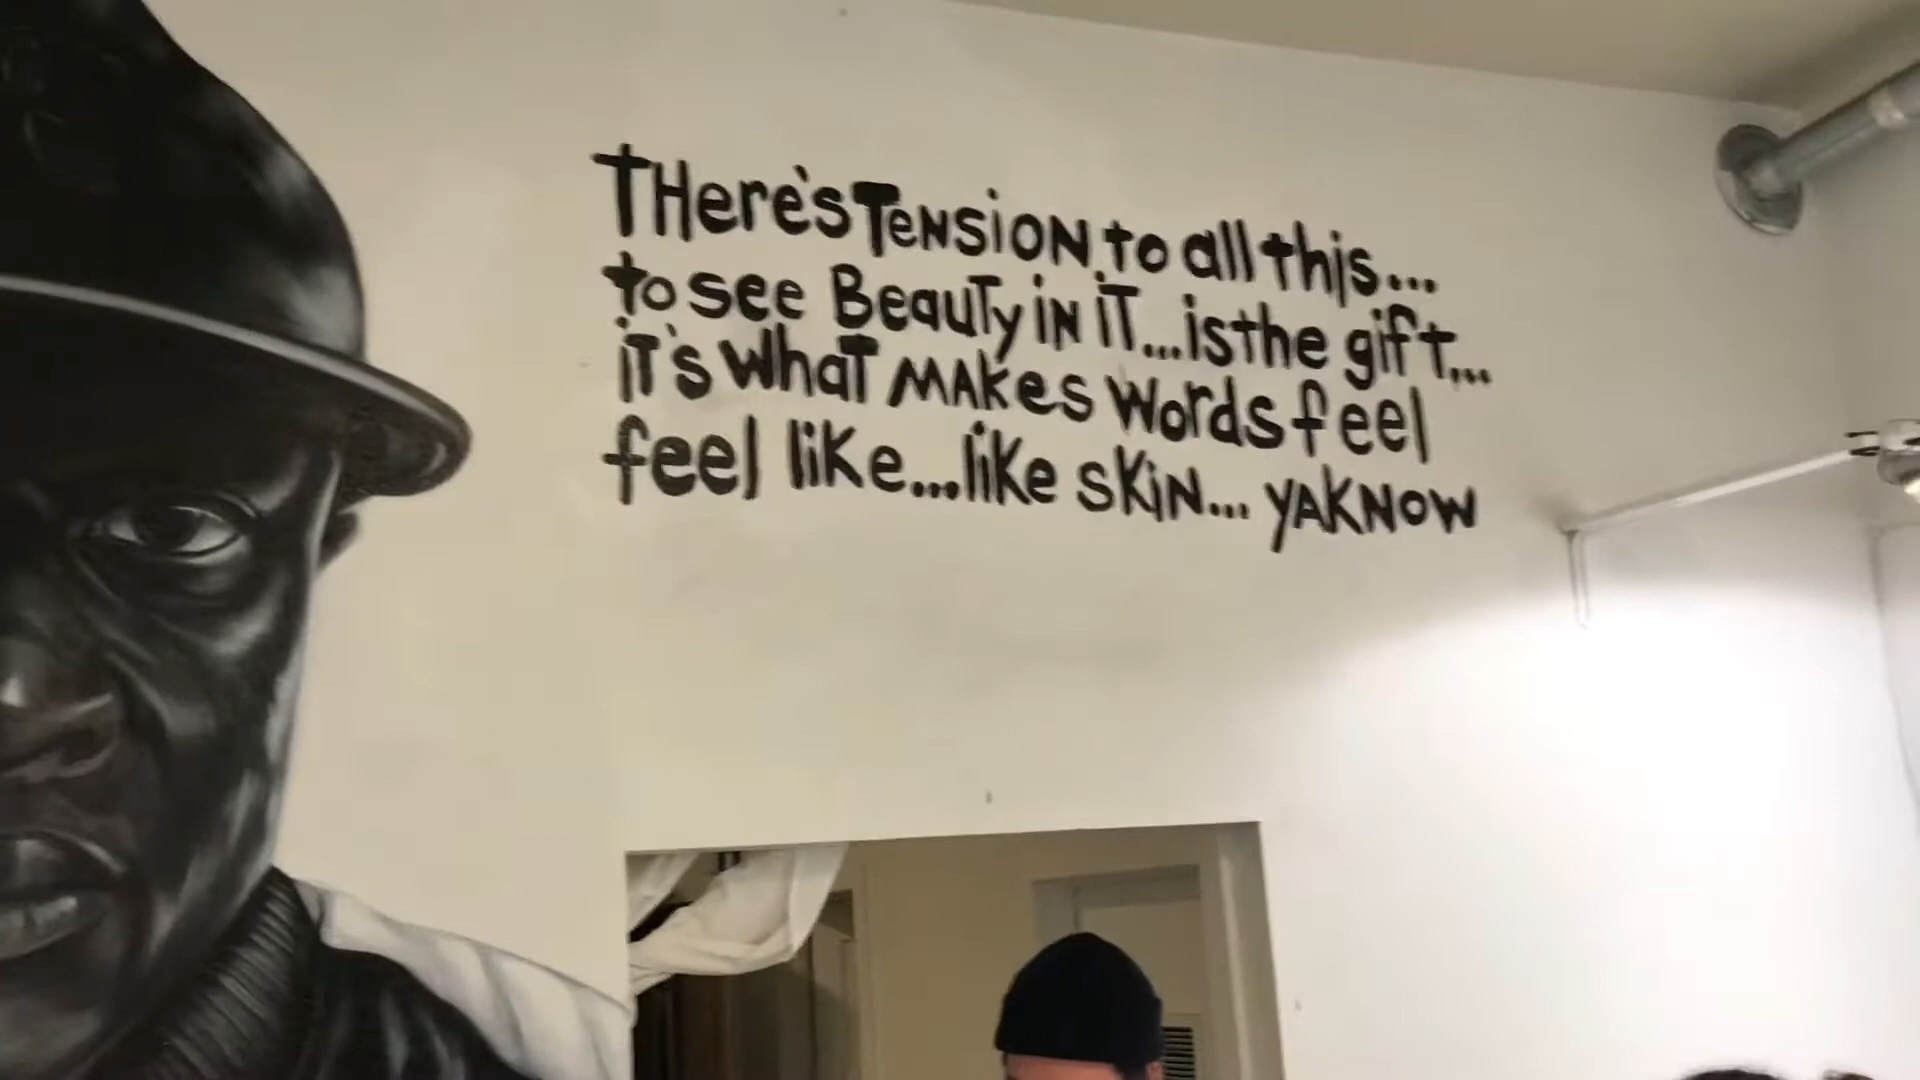 THere's TeNSiON to all this...
to see BeauTy iN iT...is the gift...
iT's WhaT MAKes Words feel
feel liKe...liKe sKiN... yAKNoW